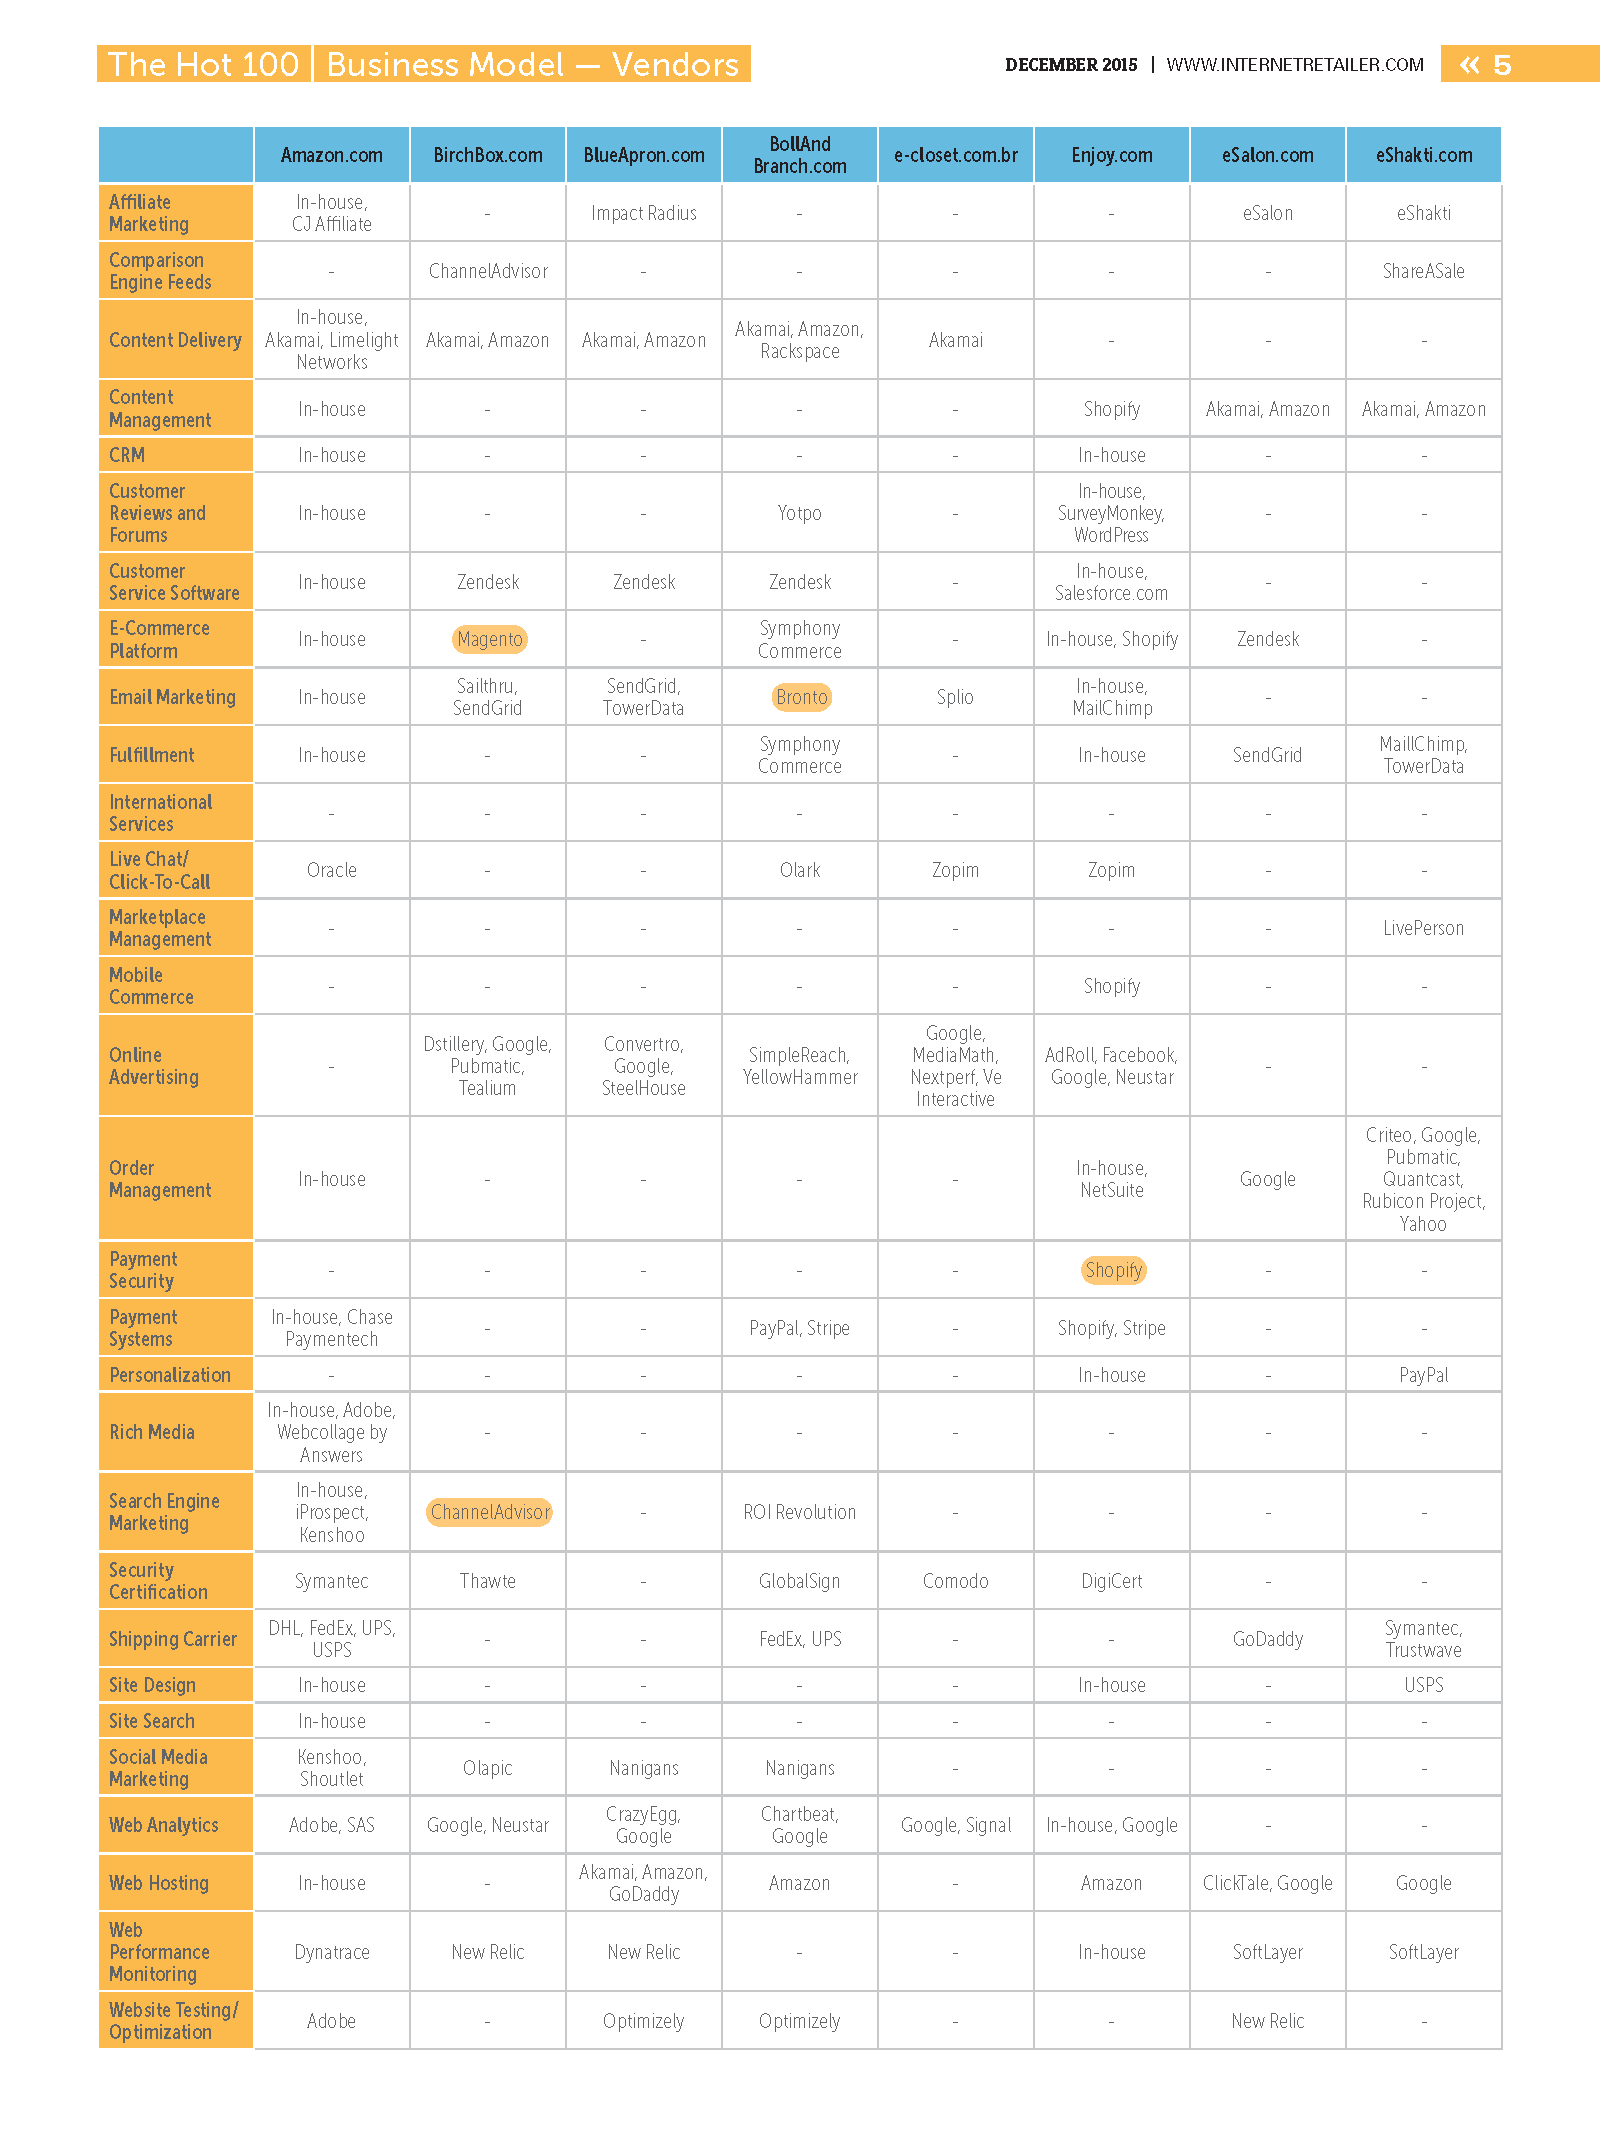 The Hot 100 | Business Model — Vendors
DECEMBER 2015 | WWW.INTERNETRETAILER.COM « 5
Amazon.com BirchBox.com BlueApron.com BollAnd Branch.com e-closet.com.br Enjoy.com eSalon.com eShakti.com
Affiliate Marketing In-house, CJ Affiliate - Impact Radius - - - eSalon eShakti
Comparison Engine Feeds - ChannelAdvisor - - - - - ShareASale
Content Delivery In-house, Akamai, Limelight Networks Akamai, Amazon Akamai, Amazon Akamai, Amazon, Rackspace Akamai - - -
Content Management In-house - - - - Shopify Akamai, Amazon Akamai, Amazon
CRM In-house - - - - In-house - -
Customer Reviews and Forums In-house - - Yotpo - In-house, SurveyMonkey, WordPress - -
Customer Service Software In-house Zendesk Zendesk Zendesk - In-house, Salesforce.com - -
E-Commerce Platform In-house Magento - Symphony Commerce - In-house, Shopify Zendesk -
Email Marketing In-house Sailthru, SendGrid SendGrid, TowerData Bronto Splio In-house, MailChimp - -
Fulfillment In-house - - Symphony Commerce - In-house SendGrid MaillChimp, TowerData
International Services - - - - - - - -
Live Chat/ Click-To-Call Oracle - - Olark Zopim Zopim - -
Marketplace Management - - - - - - - LivePerson
Mobile Commerce - - - - - Shopify - -
Online Advertising - Dstillery, Google, Pubmatic, Tealium Convertro, Google, SteelHouse SimpleReach, YellowHammer Google, MediaMath, Nextperf, Ve Interactive AdRoll, Facebook, Google, Neustar - -
Order Management In-house - - - - In-house, NetSuite Google Criteo, Google, Pubmatic, Quantcast, Rubicon Project, Yahoo
Payment Security - - - - - Shopify - -
Payment Systems In-house, Chase Paymentech - - PayPal, Stripe - Shopify, Stripe - -
Personalization - - - - - In-house - PayPal
Rich Media In-house, Adobe, Webcollage by Answers - - - - - - -
Search Engine Marketing In-house, iProspect, Kenshoo ChannelAdvisor - ROI Revolution - - - -
Security Certification Symantec Thawte - GlobalSign Comodo DigiCert - -
Shipping Carrier DHL, FedEx, UPS, USPS - - FedEx, UPS - - GoDaddy Symantec, Trustwave
Site Design In-house - - - - In-house - USPS
Site Search In-house - - - - - - -
Social Media Marketing Kenshoo, Shoutlet Olapic Nanigans Nanigans - - - -
Web Analytics Adobe, SAS Google, Neustar CrazyEgg, Google Chartbeat, Google Google, Signal In-house, Google - -
Web Hosting In-house - Akamai, Amazon, GoDaddy Amazon - Amazon ClickTale, Google Google
Web Performance Monitoring Dynatrace New Relic New Relic - - In-house SoftLayer SoftLayer
Website Testing/ Optimization Adobe - Optimizely Optimizely - - New Relic -